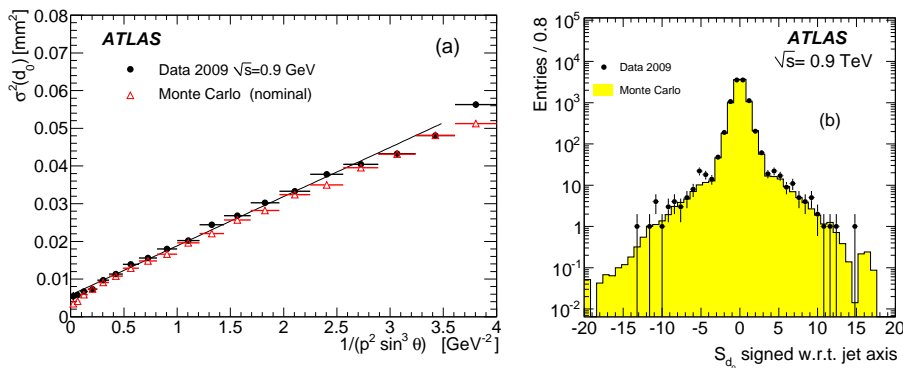 σ²(d₀) [mm²]
0.08
0.07
0.06
0.05
0.04
0.03
0.02
0.01
0
ATLAS
(a)
Data 2009 √s=0.9 GeV
Monte Carlo (nominal)
0 0.5 1 1.5 2 2.5 3 3.5 4
1/(p² sin³ θ) [GeV⁻²]
Entries / 0.8
10⁵
10⁴
10³
10²
10
1
10⁻¹
10⁻²
ATLAS
√s= 0.9 TeV
Data 2009
Monte Carlo
(b)
-20 -15 -10 -5 0 5 10 15 20
S_d₀ signed w.r.t. jet axis